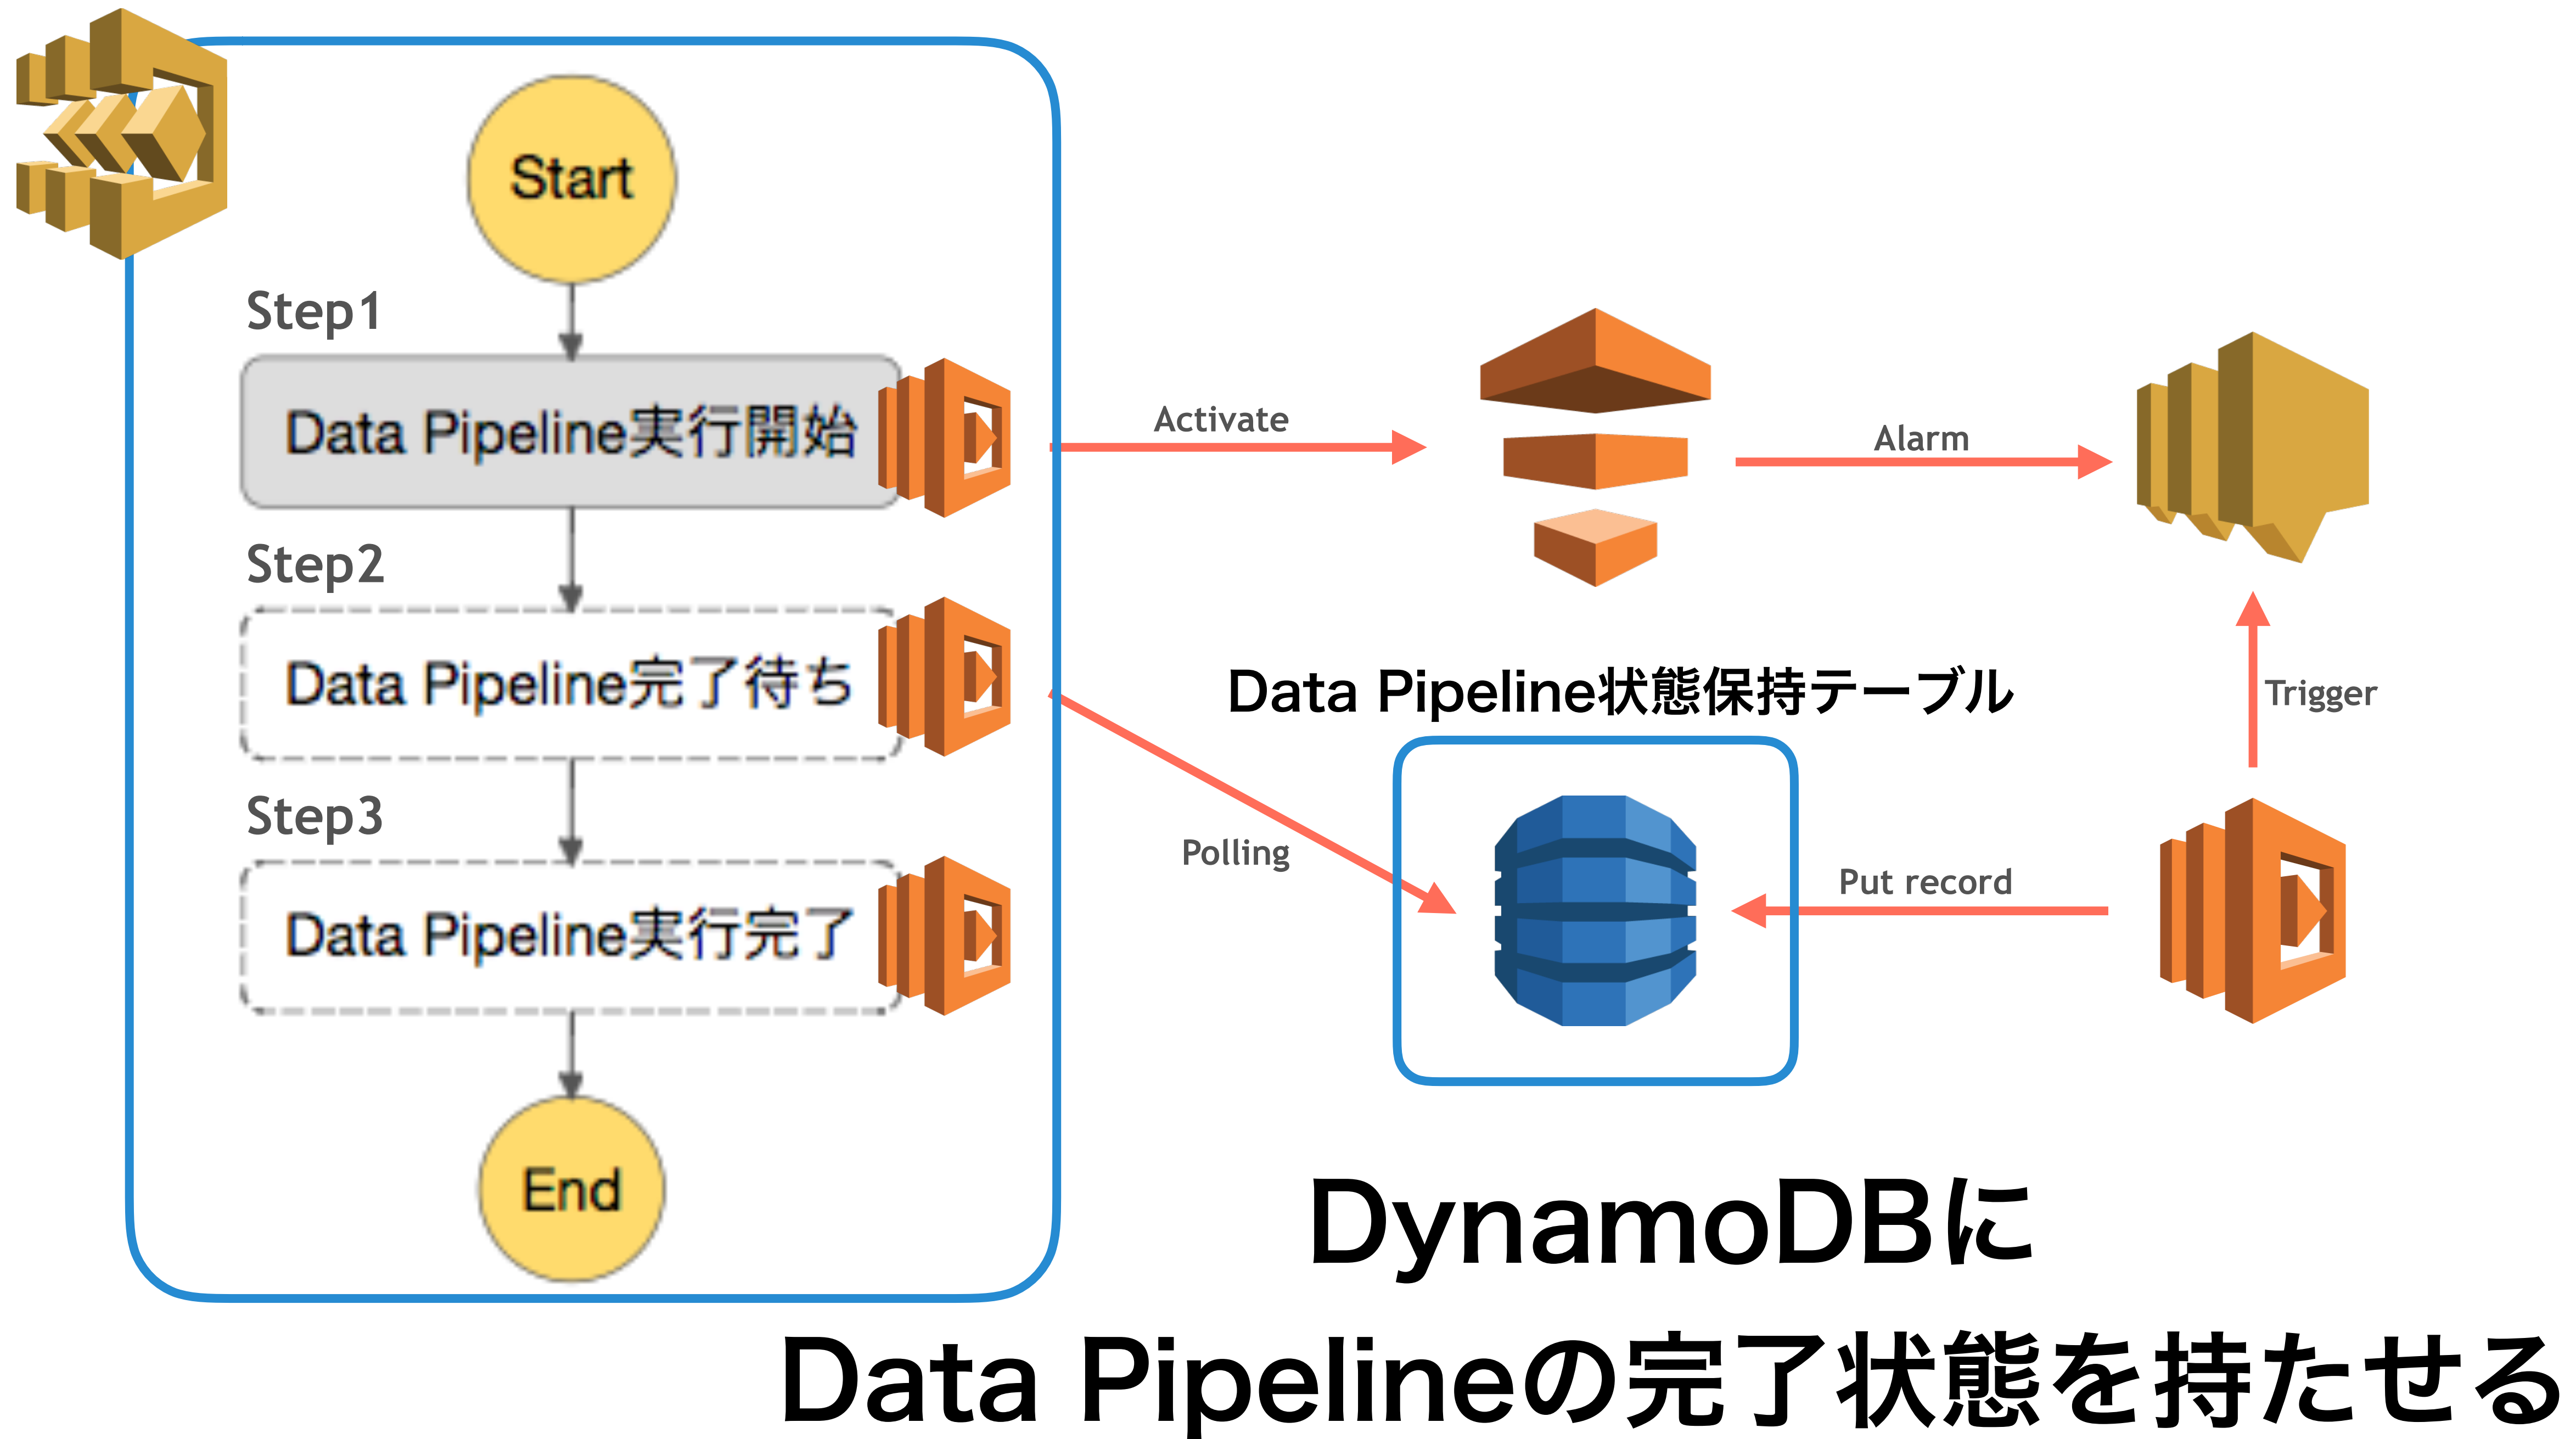 Start
Step1
Data Pipeline実行開始
Activate
Alarm
Step2
Data Pipeline完了待ち
Data Pipeline状態保持テーブル
Trigger
Step3
Polling
Put record
Data Pipeline実行完了
End
DynamoDBに
Data Pipelineの完了状態を持たせる